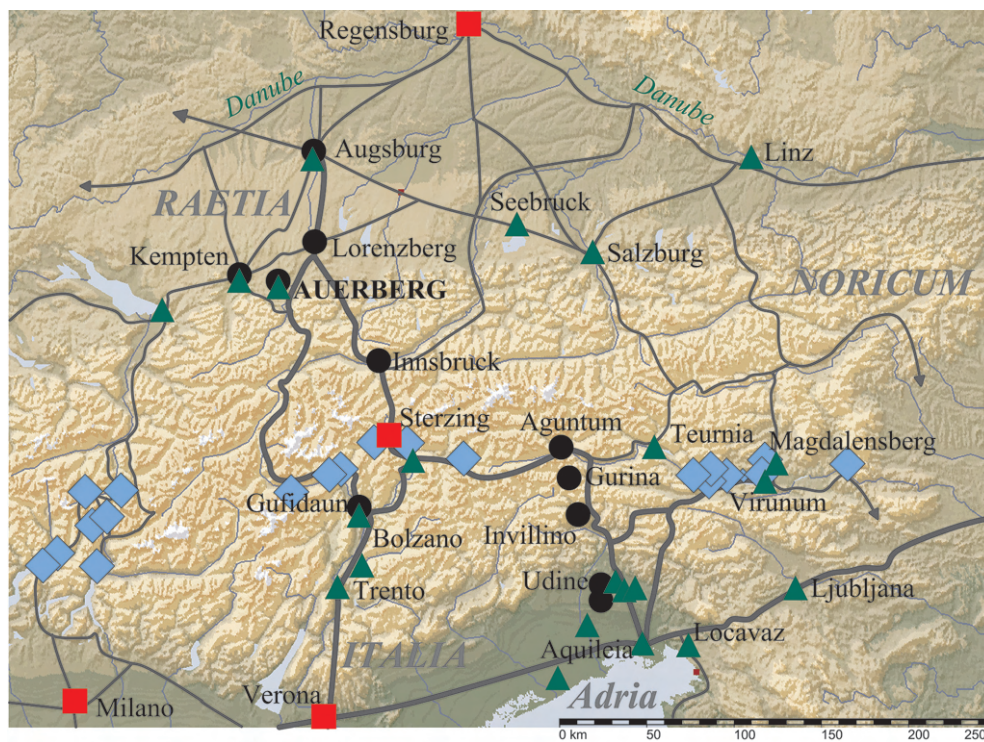 Regensburg
Danube
Danube
Augsburg
Linz
RAETIA
Seebruck
Lorenzberg
Salzburg
Kempten
NORICUM
AUERBERG
Innsbruck
Sterzing
Aguntum
Teurnia
Magdalensberg
Gurina
Gufidaun
Virunum
Invillino
Bolzano
Udine
Trento
Ljubljana
ITALIA
Aquileia
Locavaz
Verona
Adria
Milano
0 km 50 100 150 200 250